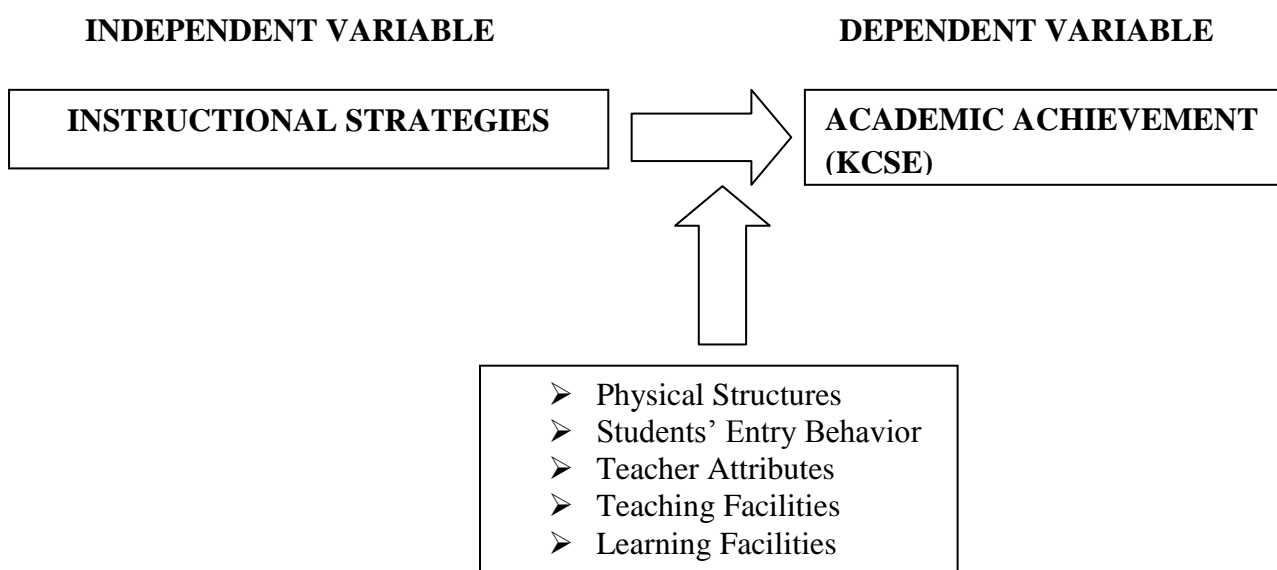 INDEPENDENT VARIABLE
DEPENDENT VARIABLE
INSTRUCTIONAL STRATEGIES
ACADEMIC ACHIEVEMENT
(KCSE)
➢ Physical Structures
➢ Students’ Entry Behavior
➢ Teacher Attributes
➢ Teaching Facilities
➢ Learning Facilities